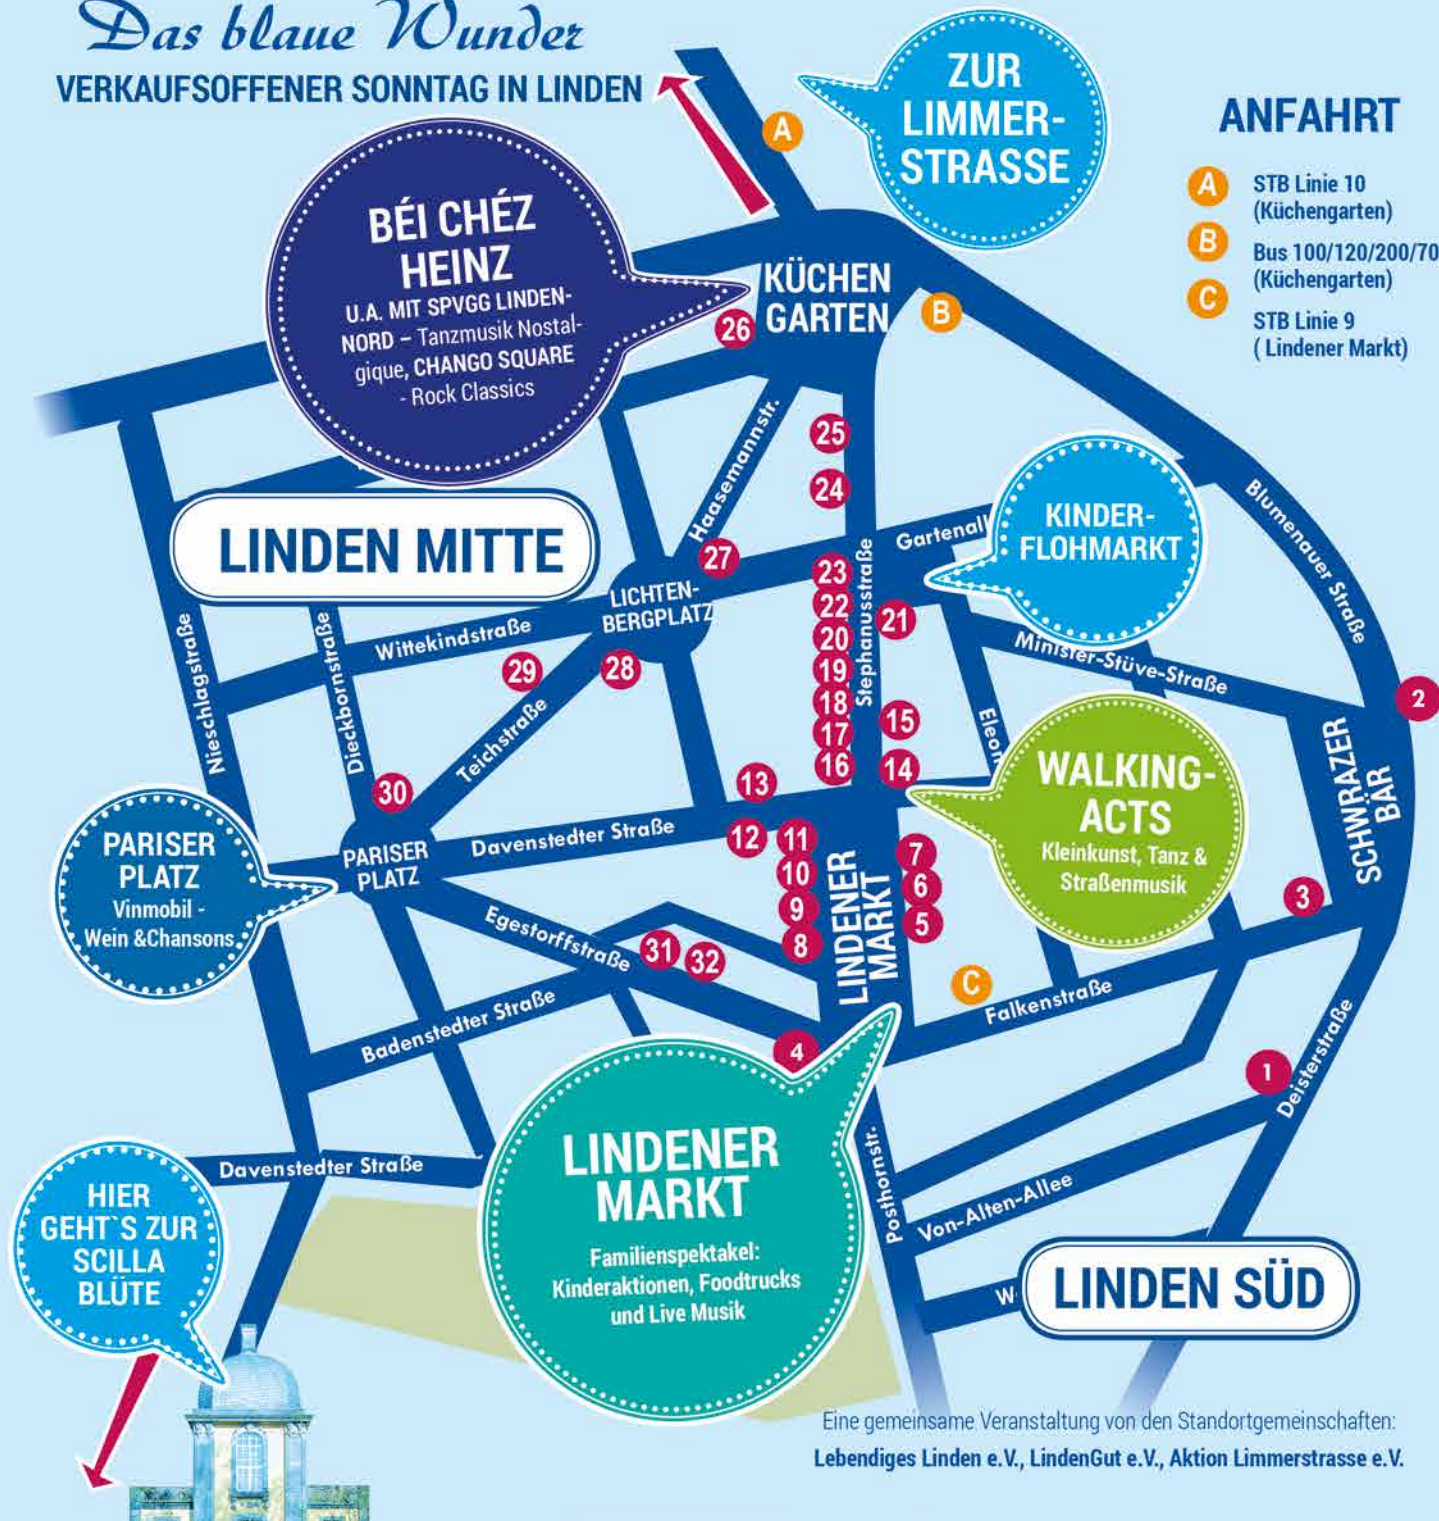 Das blaue Wunder
VERKAUFSOFFENER SONNTAG IN LINDEN
ZUR
LIMMER-
STRASSE
ANFAHRT
A
STB Linie 10
(Küchengarten)
B
Bus 100/120/200/70
(Küchengarten)
C
STB Linie 9
( Lindener Markt)
A
BÉI CHÉZ
HEINZ
U.A. MIT SPVGG LINDEN-
NORD – Tanzmusik Nostal-
gique, CHANGO SQUARE
- Rock Classics
KÜCHEN
GARTEN
B
26
25
24
Haasemannstr.
27
Gartenall
KINDER-
FLOHMARKT
Blumenauer Straße
LINDEN MITTE
LICHTEN-
BERGPLATZ
Stephanusstraße
23
22
21
20
19
18
17
16
15
14
Nieschlagstraße
Dieckbornstraße
Wittekindstraße
29
28
Teichstraße
30
Minister-Stüve-Straße
2
Eleon
WALKING-
ACTS
Kleinkunst, Tanz &
Straßenmusik
SCHWRAZER
BÄR
PARISER
PLATZ
Vinmobil -
Wein &Chansons
PARISER
PLATZ
Davenstedter Straße
13
12
11
10
9
8
LINDENER
MARKT
7
6
5
3
Egestorffstraße
31
32
C
Falkenstraße
Badenstedter Straße
4
1
Deisterstraße
Davenstedter Straße
HIER
GEHT`S ZUR
SCILLA
BLÜTE
LINDENER
MARKT
Familienspektakel:
Kinderaktionen, Foodtrucks
und Live Musik
Posthornstr.
Von-Alten-Allee
W
LINDEN SÜD
Eine gemeinsame Veranstaltung von den Standortgemeinschaften:
Lebendiges Linden e.V., LindenGut e.V., Aktion Limmerstrasse e.V.